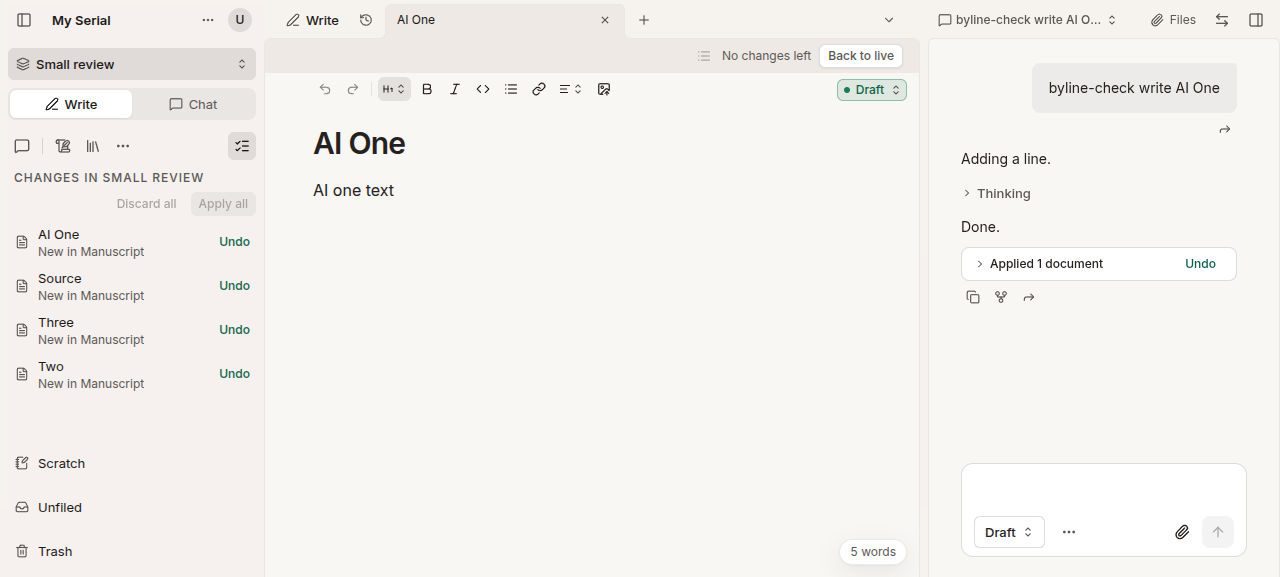 My Serial
U
Small review
Write
Chat
CHANGES IN SMALL REVIEW
Discard all
Apply all
AI One
New in Manuscript
Undo
Source
New in Manuscript
Undo
Three
New in Manuscript
Undo
Two
New in Manuscript
Undo
Scratch
Unfiled
Trash
Write
AI One
No changes left
Back to live
H1
B
I
Draft
AI One
AI one text
5 words
byline-check write AI O...
Files
byline-check write AI One
Adding a line.
Thinking
Done.
Applied 1 document
Undo
Draft